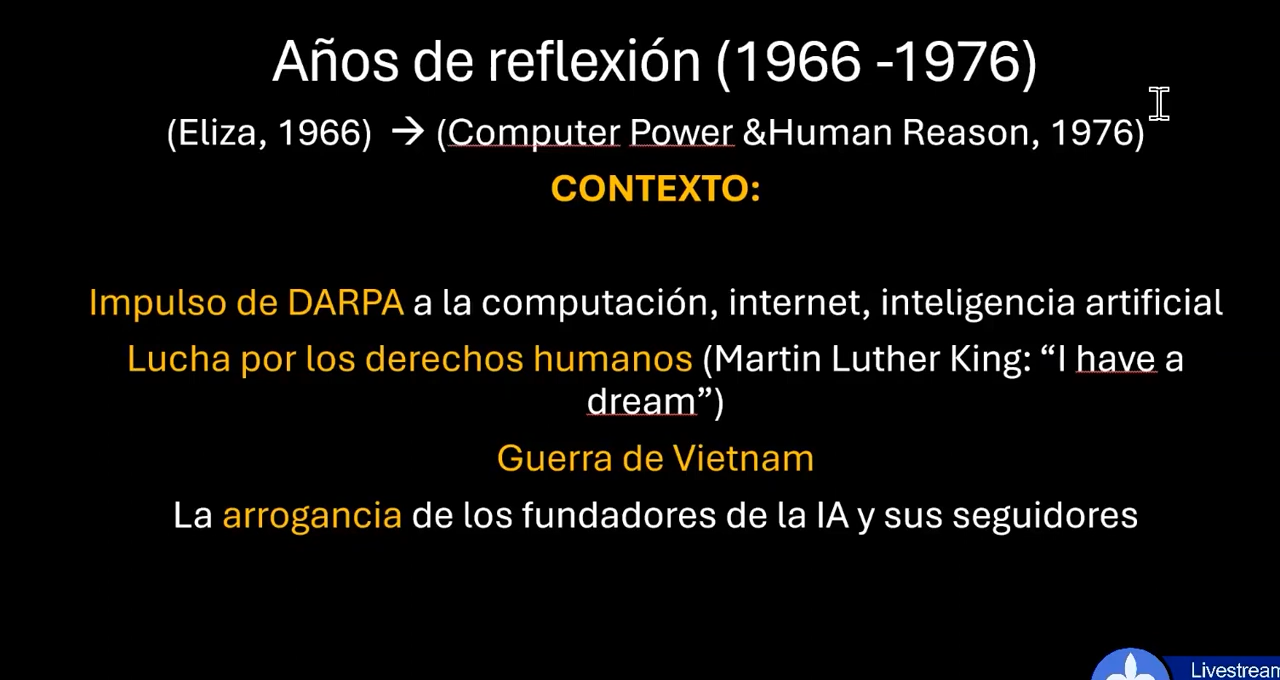 Años de reflexión (1966 -1976)
(Eliza, 1966) → (Computer Power &Human Reason, 1976)
CONTEXTO:
Impulso de DARPA a la computación, internet, inteligencia artificial
Lucha por los derechos humanos (Martin Luther King: “I have a
dream”)
Guerra de Vietnam
La arrogancia de los fundadores de la IA y sus seguidores
Livestream